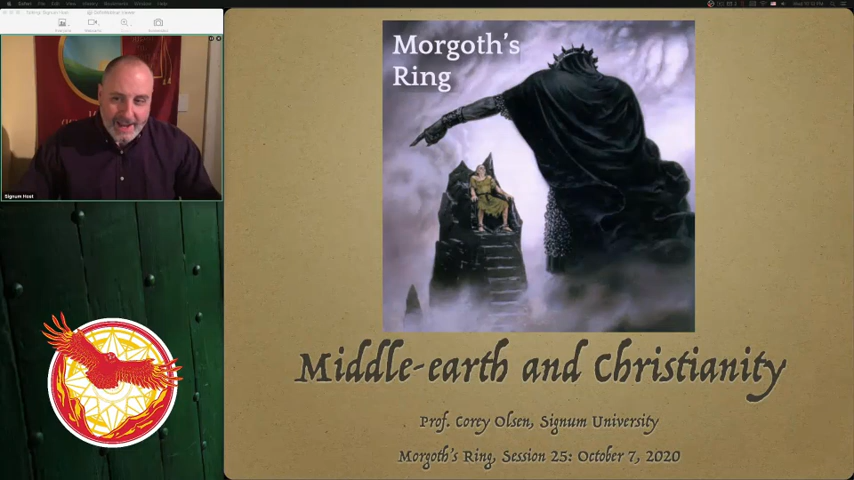 Signum Host
Morgoth's
Ring
Middle-earth and Christianity
Prof. Corey Olsen, Signum University
Morgoth's Ring, Session 25: October 7, 2020